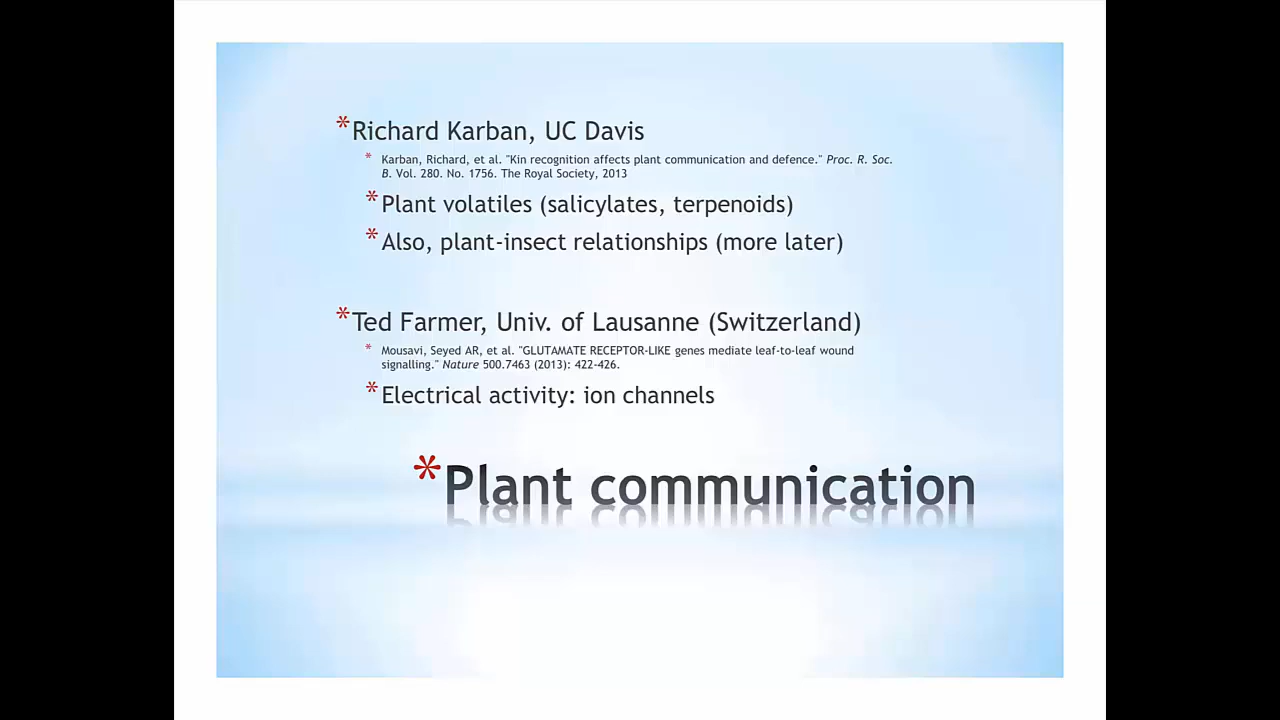 *Richard Karban, UC Davis
* Karban, Richard, et al. "Kin recognition affects plant communication and defence." Proc. R. Soc.
B. Vol. 280. No. 1756. The Royal Society, 2013
*Plant volatiles (salicylates, terpenoids)
*Also, plant-insect relationships (more later)
*Ted Farmer, Univ. of Lausanne (Switzerland)
* Mousavi, Seyed AR, et al. "GLUTAMATE RECEPTOR-LIKE genes mediate leaf-to-leaf wound
signalling." Nature 500.7463 (2013): 422-426.
*Electrical activity: ion channels
*Plant communication